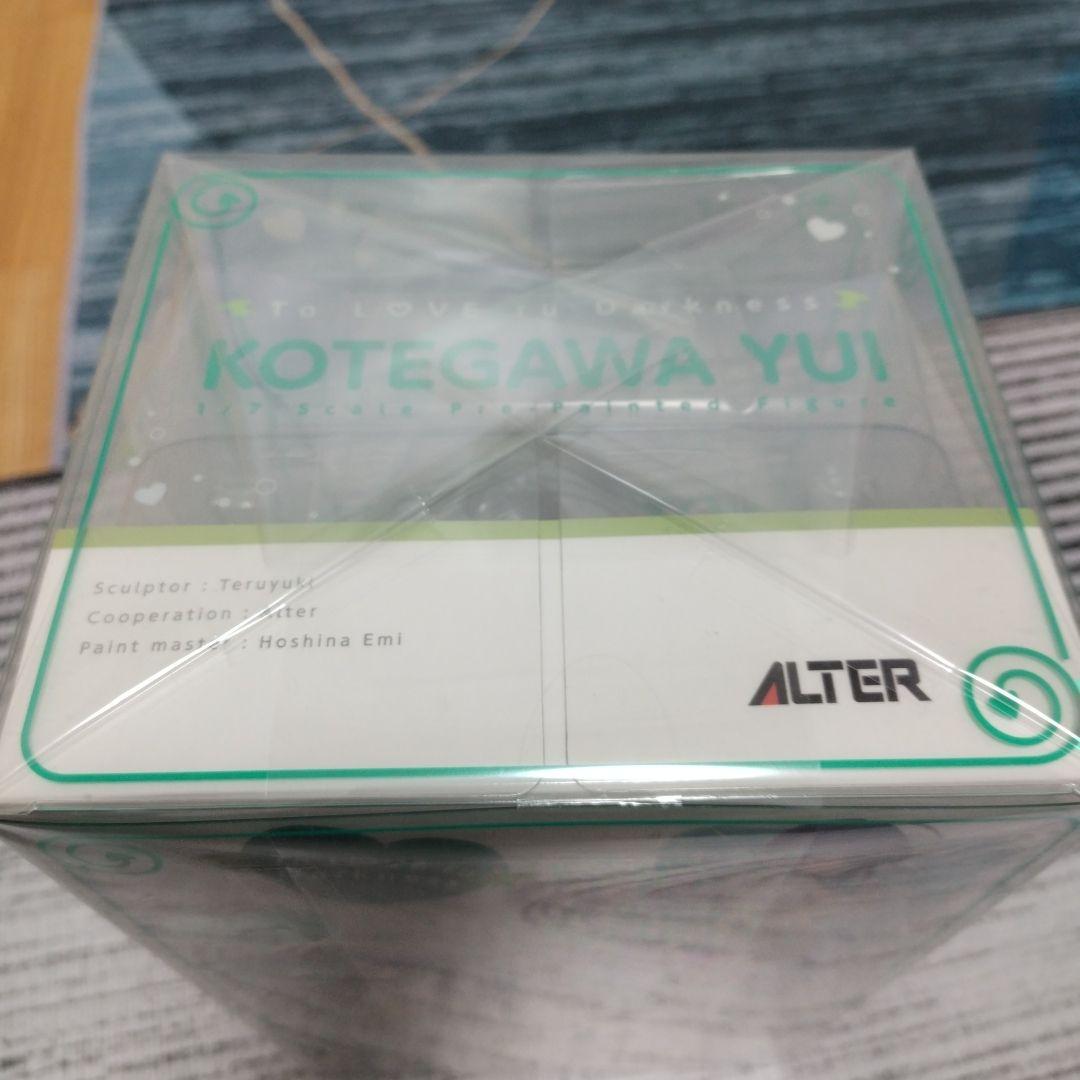 To LOVE ru Darkness
KOTEGAWA YUI
1/7 Scale Pre-Painted Figure
Sculptor : Teruyuki
Cooperation : Alter
Paint master : Hoshina Emi
ALTER